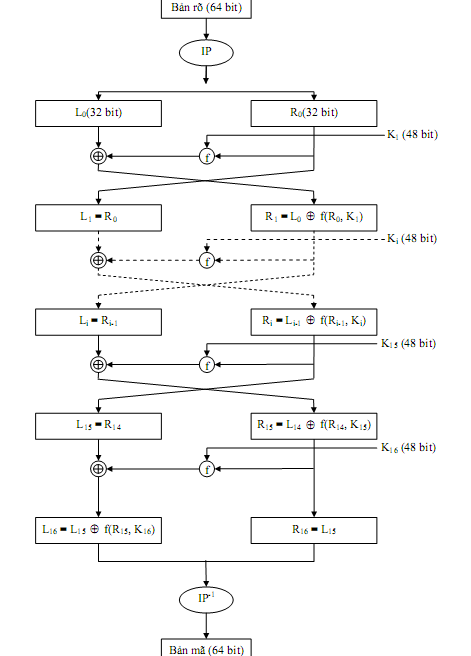 Bản rõ (64 bit)
IP
L₀(32 bit)
R₀(32 bit)
K₁ (48 bit)
⊕
f
L₁ = R₀
R₁ = L₀ ⊕ f(R₀, K₁)
Kᵢ (48 bit)
⊕
f
Lᵢ = Rᵢ₋₁
Rᵢ = Lᵢ₋₁ ⊕ f(Rᵢ₋₁, Kᵢ)
K₁₅ (48 bit)
⊕
f
L₁₅ = R₁₄
R₁₅ = L₁₄ ⊕ f(R₁₄, K₁₅)
K₁₆ (48 bit)
⊕
f
L₁₆ = L₁₅ ⊕ f(R₁₅, K₁₆)
R₁₆ = L₁₅
IP⁻¹
Bản mã (64 bit)